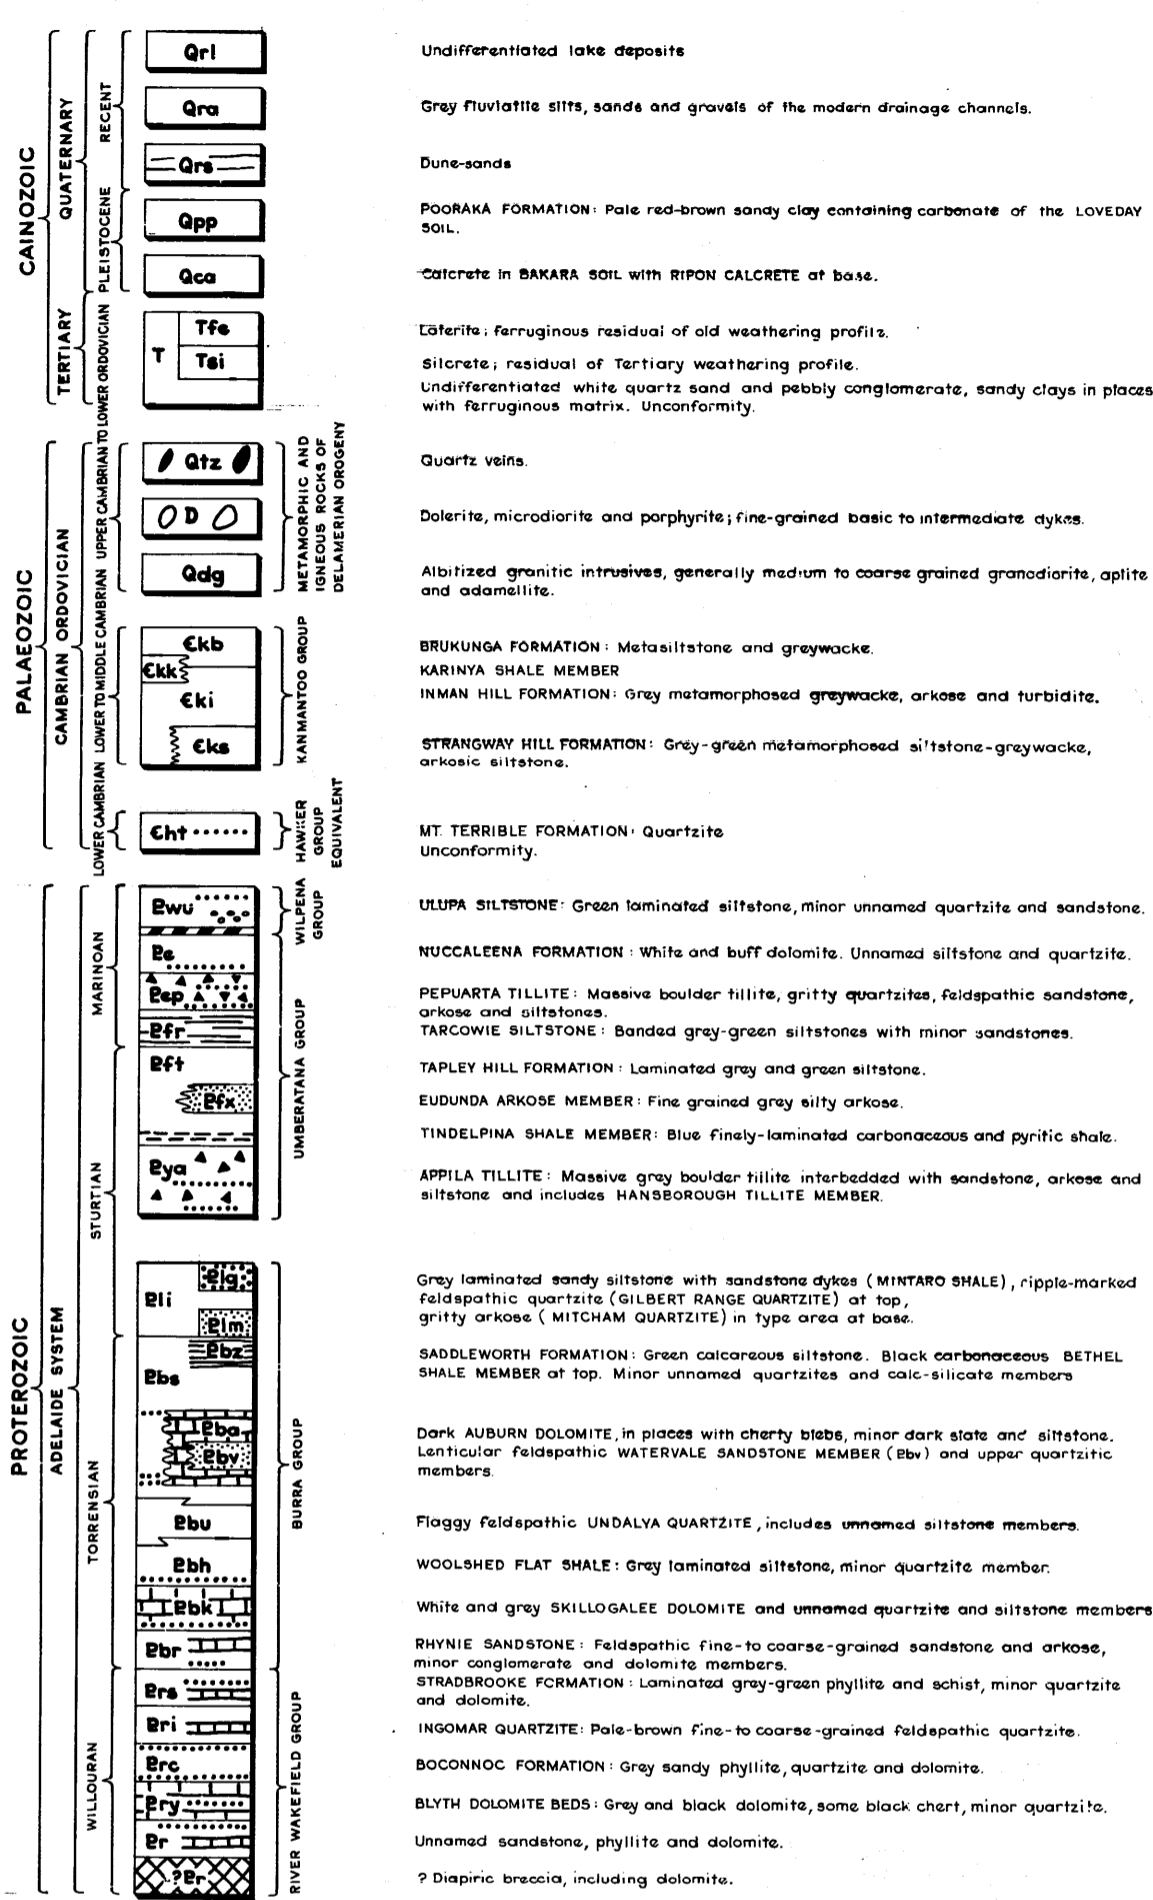 CAINOZOIC
QUATERNARY
TERTIARY
RECENT
PLEISTOCENE
Qrl
Undifferentiated lake deposits
Qra
Grey fluviatile silts, sands and gravels of the modern drainage channels.
Qrs
Dune-sands
Qpp
POORAKA FORMATION: Pale red-brown sandy clay containing carbonate of the LOVEDAY
SOIL.
Qca
Calcrete in BAKARA SOIL with RIPON CALCRETE at base.
T
Tfe
Laterite; ferruginous residual of old weathering profile.
Tsi
Silcrete; residual of Tertiary weathering profile.
Undifferentiated white quartz sand and pebbly conglomerate, sandy clays in places
with ferruginous matrix. Unconformity.
PALAEOZOIC
CAMBRIAN ORDOVICIAN
UPPER CAMBRIAN TO LOWER ORDOVICIAN
METAMORPHIC AND
IGNEOUS ROCKS OF
DELAMERIAN OROGENY
Qtz
Quartz veins.
D
Dolerite, microdiorite and porphyrite; fine-grained basic to intermediate dykes.
Qdg
Albitized granitic intrusives, generally medium to coarse grained granodiorite, aplite
and adamellite.
LOWER TO MIDDLE CAMBRIAN
KANMANTOO GROUP
Єkb
BRUKUNGA FORMATION: Metasiltstone and greywacke.
Єkk
KARINYA SHALE MEMBER
Єki
INMAN HILL FORMATION: Grey metamorphosed greywacke, arkose and turbidite.
Єks
STRANGWAY HILL FORMATION: Grey-green metamorphosed siltstone-greywacke,
arkosic siltstone.
LOWER CAMBRIAN
HAWKER
GROUP
EQUIVALENT
Єht
MT. TERRIBLE FORMATION: Quartzite
Unconformity.
PROTEROZOIC
ADELAIDE SYSTEM
MARINOAN
WILPENA
GROUP
Ꝑwu
ULUPA SILTSTONE: Green laminated siltstone, minor unnamed quartzite and sandstone.
UMBERATANA GROUP
Ꝑe
NUCCALEENA FORMATION: White and buff dolomite. Unnamed siltstone and quartzite.
Ꝑep
PEPUARTA TILLITE: Massive boulder tillite, gritty quartzites, feldspathic sandstone,
arkose and siltstones.
Ꝑfr
TARCOWIE SILTSTONE: Banded grey-green siltstones with minor sandstones.
STURTIAN
Ꝑft
TAPLEY HILL FORMATION: Laminated grey and green siltstone.
Ꝑfx
EUDUNDA ARKOSE MEMBER: Fine grained grey silty arkose.
TINDELPINA SHALE MEMBER: Blue finely-laminated carbonaceous and pyritic shale.
Ꝑya
APPILA TILLITE: Massive grey boulder tillite interbedded with sandstone, arkose and
siltstone and includes HANSBOROUGH TILLITE MEMBER.
BURRA GROUP
Ꝑli
Ꝑlg
Grey laminated sandy siltstone with sandstone dykes (MINTARO SHALE), ripple-marked
feldspathic quartzite (GILBERT RANGE QUARTZITE) at top,
Ꝑlm
gritty arkose (MITCHAM QUARTZITE) in type area at base.
TORRENSIAN
Ꝑbz
Ꝑbs
SADDLEWORTH FORMATION: Green calcareous siltstone. Black carbonaceous BETHEL
SHALE MEMBER at top. Minor unnamed quartzites and calc-silicate members
Ꝑba
Ꝑbv
Dark AUBURN DOLOMITE, in places with cherty blebs, minor dark slate and siltstone.
Lenticular feldspathic WATERVALE SANDSTONE MEMBER (Ꝑbv) and upper quartzitic
members.
Ꝑbu
Flaggy feldspathic UNDALYA QUARTZITE, includes unnamed siltstone members.
Ꝑbh
WOOLSHED FLAT SHALE: Grey laminated siltstone, minor quartzite member.
Ꝑbk
White and grey SKILLOGALEE DOLOMITE and unnamed quartzite and siltstone members
Ꝑbr
RHYNIE SANDSTONE: Feldspathic fine-to coarse-grained sandstone and arkose,
minor conglomerate and dolomite members.
WILLOURAN
RIVER WAKEFIELD GROUP
Ꝑrs
STRADBROOKE FORMATION: Laminated grey-green phyllite and schist, minor quartzite
and dolomite.
Ꝑri
INGOMAR QUARTZITE: Pale-brown fine-to coarse-grained feldspathic quartzite.
Ꝑrc
BOCONNOC FORMATION: Grey sandy phyllite, quartzite and dolomite.
Ꝑry
BLYTH DOLOMITE BEDS: Grey and black dolomite, some black chert, minor quartzite.
Ꝑr
Unnamed sandstone, phyllite and dolomite.
?Ꝑr
? Diapiric breccia, including dolomite.